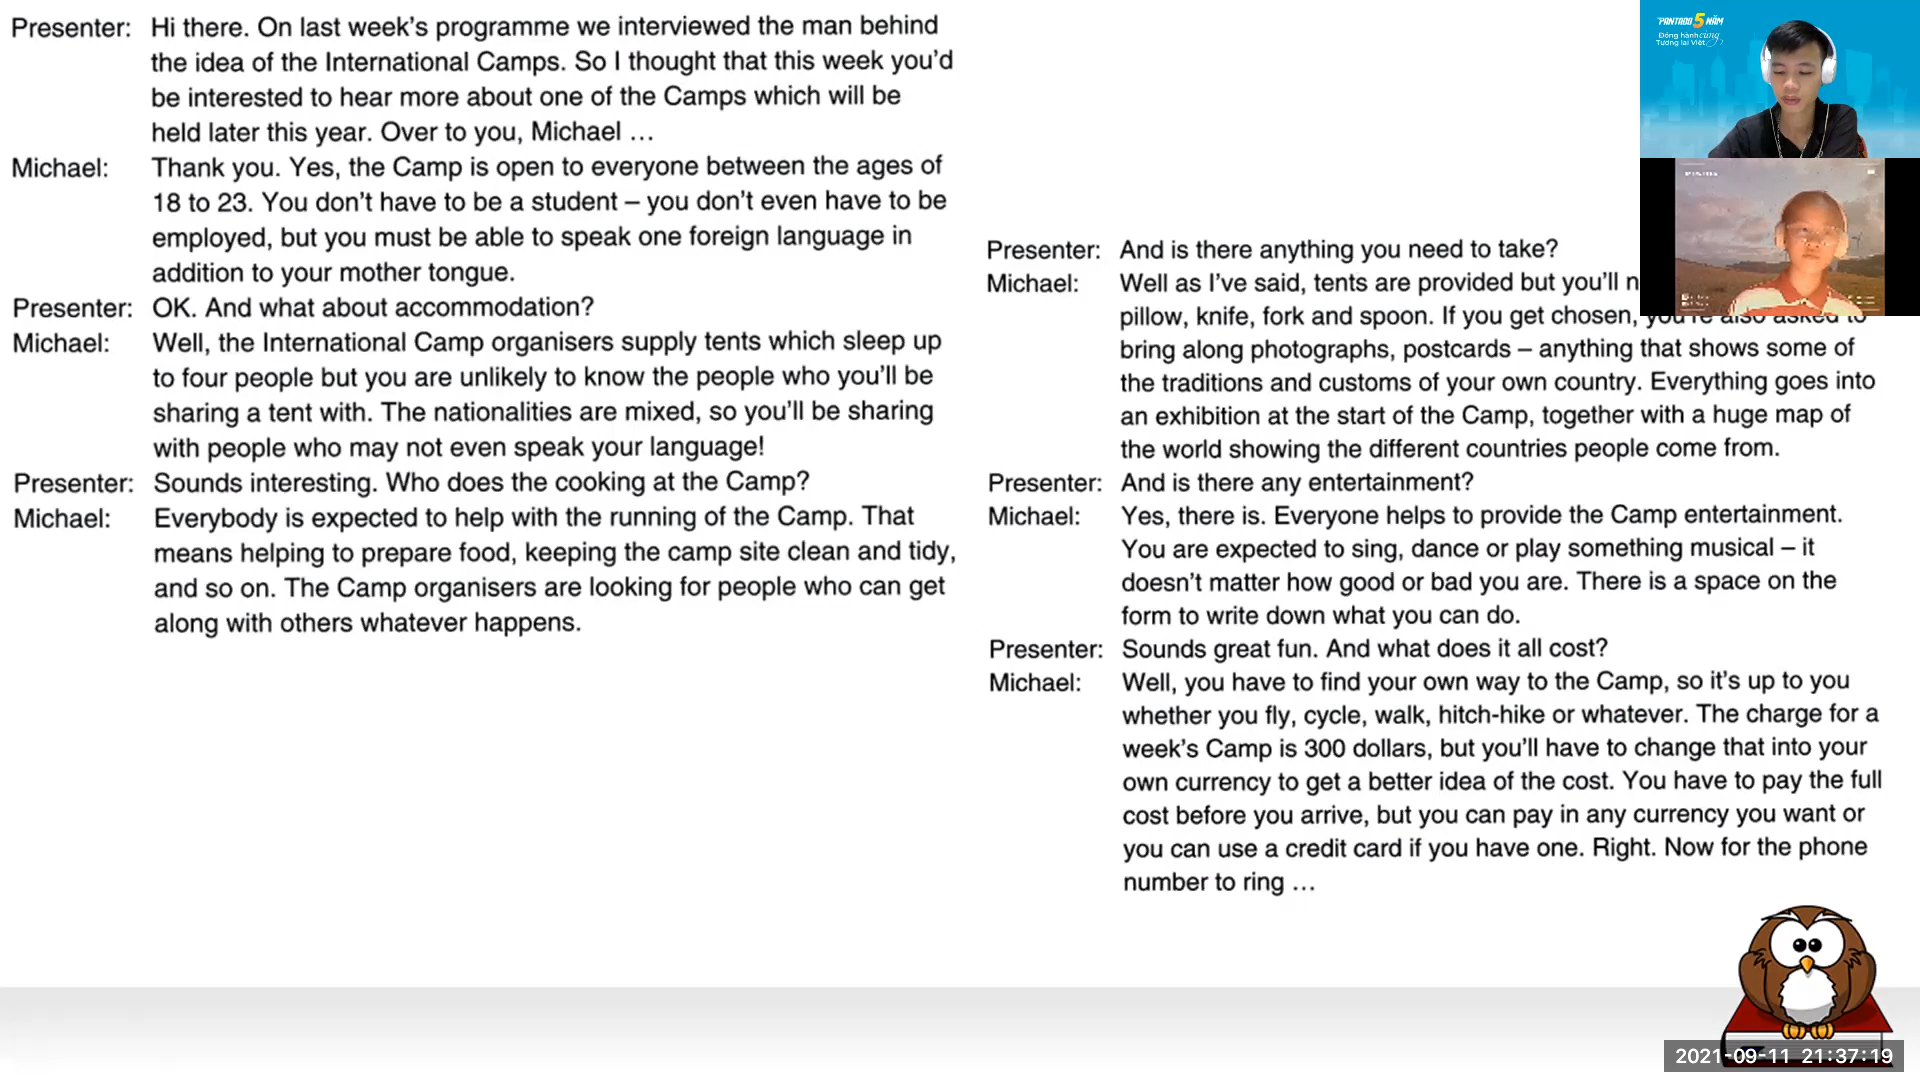 Presenter: Hi there. On last week's programme we interviewed the man behind
the idea of the International Camps. So I thought that this week you'd
be interested to hear more about one of the Camps which will be
held later this year. Over to you, Michael ...
Michael: Thank you. Yes, the Camp is open to everyone between the ages of
18 to 23. You don't have to be a student – you don't even have to be
employed, but you must be able to speak one foreign language in
addition to your mother tongue.
Presenter: OK. And what about accommodation?
Michael: Well, the International Camp organisers supply tents which sleep up
to four people but you are unlikely to know the people who you'll be
sharing a tent with. The nationalities are mixed, so you'll be sharing
with people who may not even speak your language!
Presenter: Sounds interesting. Who does the cooking at the Camp?
Michael: Everybody is expected to help with the running of the Camp. That
means helping to prepare food, keeping the camp site clean and tidy,
and so on. The Camp organisers are looking for people who can get
along with others whatever happens.
Presenter: And is there anything you need to take?
Michael: Well as I've said, tents are provided but you'll
pillow, knife, fork and spoon. If you get chosen, you're also asked to
bring along photographs, postcards – anything that shows some of
the traditions and customs of your own country. Everything goes into
an exhibition at the start of the Camp, together with a huge map of
the world showing the different countries people come from.
Presenter: And is there any entertainment?
Michael: Yes, there is. Everyone helps to provide the Camp entertainment.
You are expected to sing, dance or play something musical – it
doesn't matter how good or bad you are. There is a space on the
form to write down what you can do.
Presenter: Sounds great fun. And what does it all cost?
Michael: Well, you have to find your own way to the Camp, so it's up to you
whether you fly, cycle, walk, hitch-hike or whatever. The charge for a
week's Camp is 300 dollars, but you'll have to change that into your
own currency to get a better idea of the cost. You have to pay the full
cost before you arrive, but you can pay in any currency you want or
you can use a credit card if you have one. Right. Now for the phone
number to ring ...
PANTADO 5 NĂM
Đồng hành cùng
Tương lai Việt
2021-09-11 21:37:19